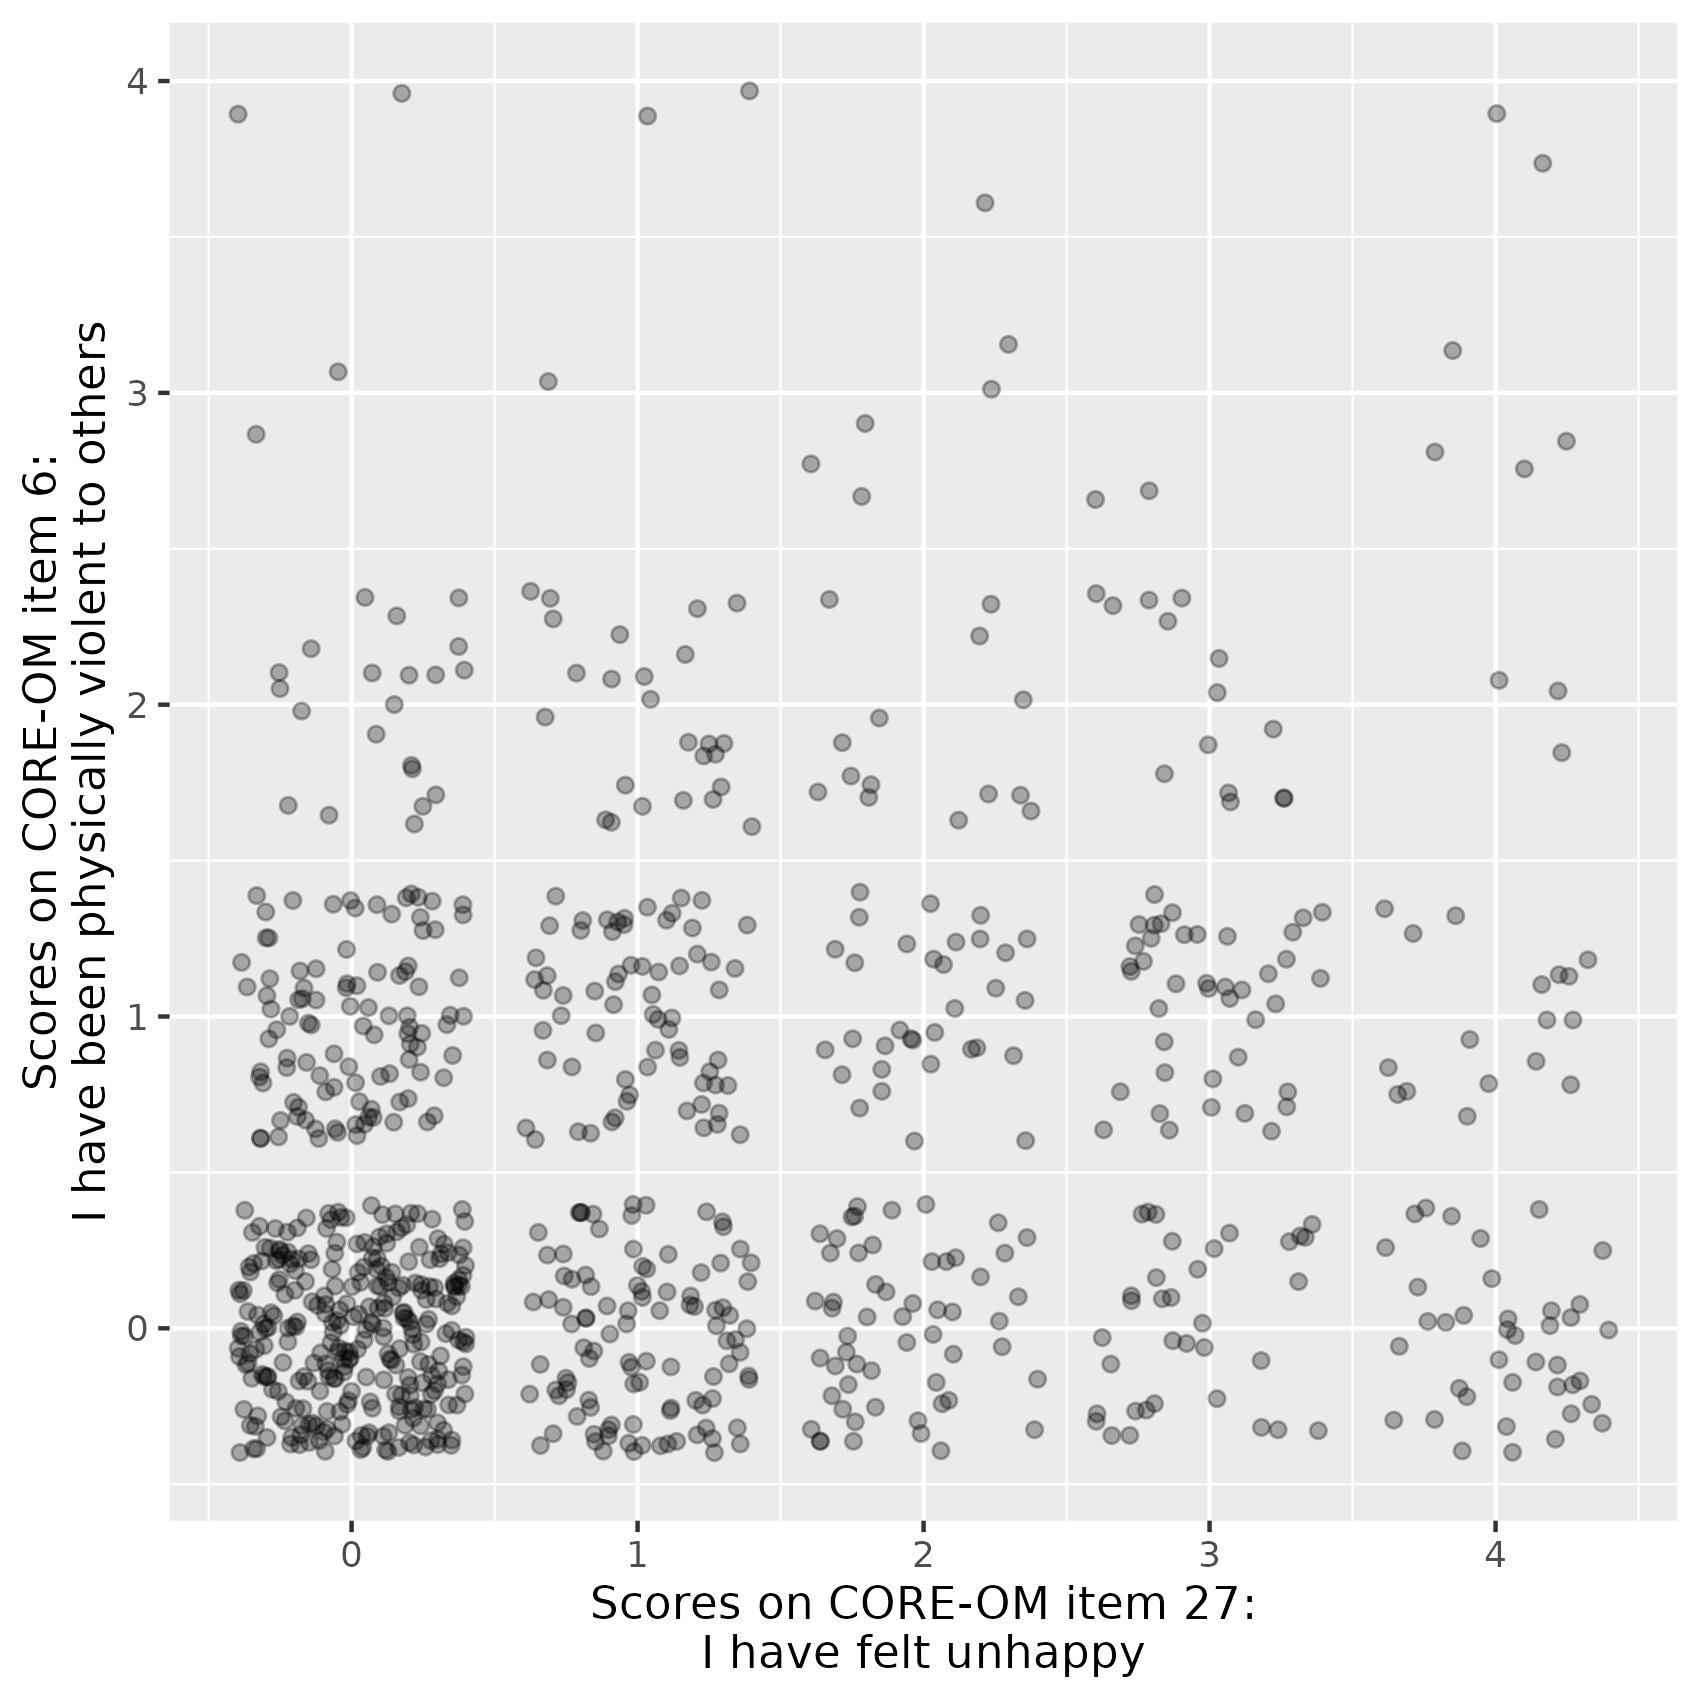 Scores on CORE-OM item 6:
I have been physically violent to others
4
3
2
1
0
0 1 2 3 4
Scores on CORE-OM item 27:
I have felt unhappy